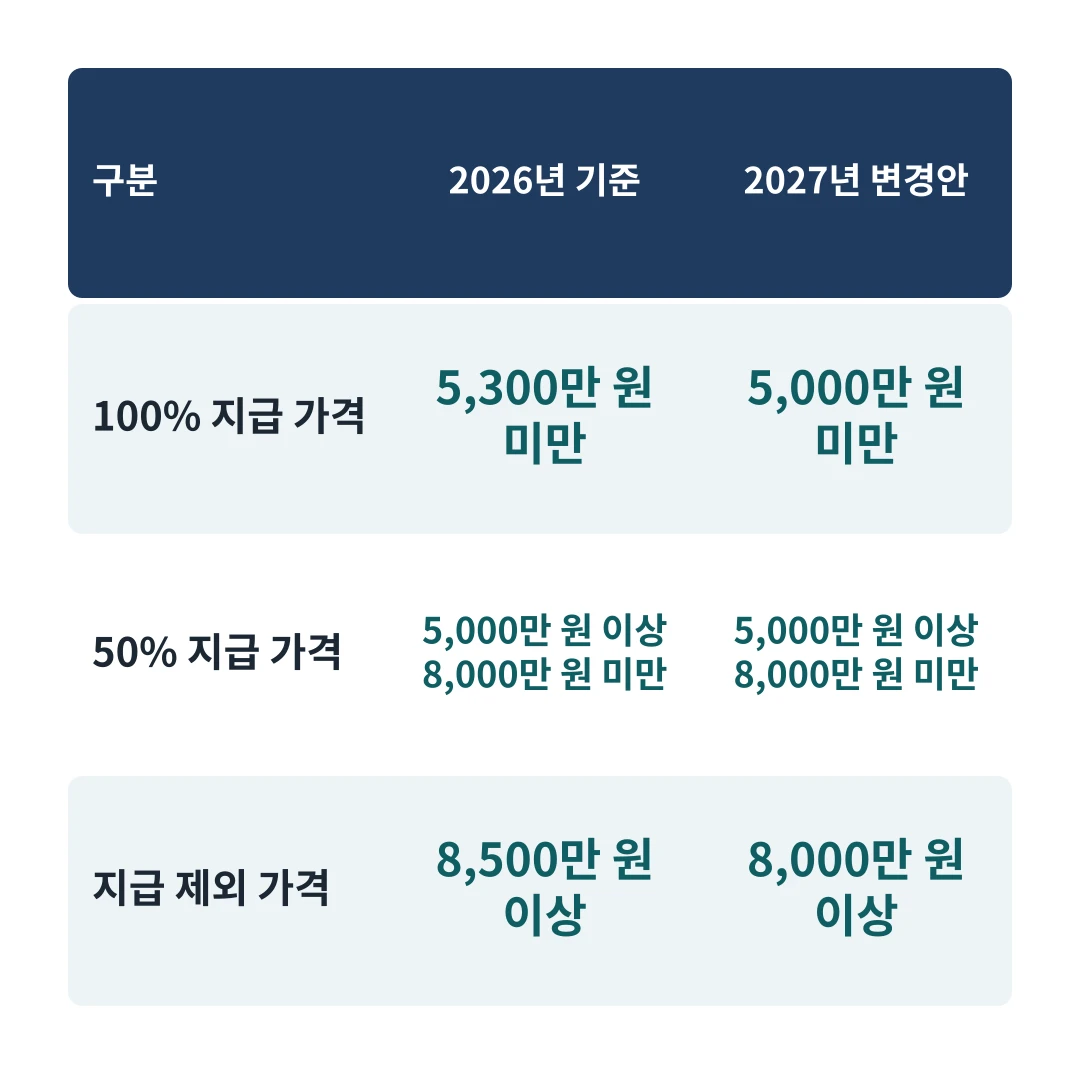 구분 2026년 기준 2027년 변경안
100% 지급 가격 5,300만 원 미만 5,000만 원 미만
50% 지급 가격 5,000만 원 이상 8,000만 원 미만 5,000만 원 이상 8,000만 원 미만
지급 제외 가격 8,500만 원 이상 8,000만 원 이상